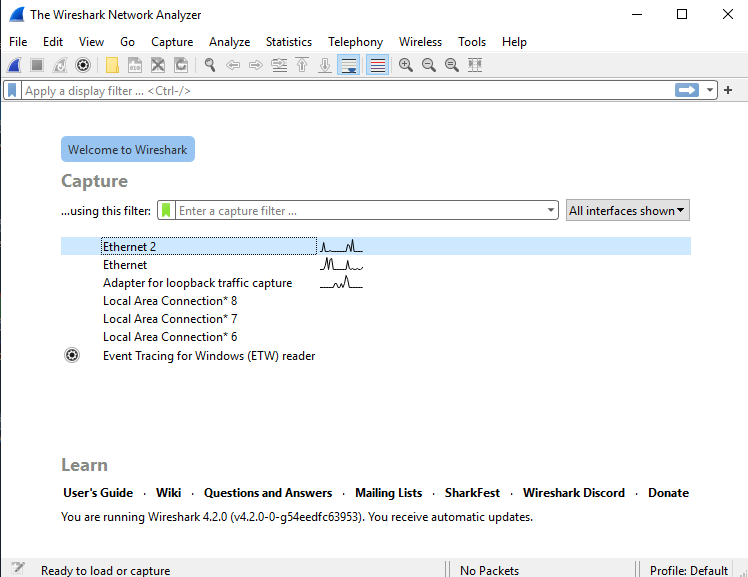 The Wireshark Network Analyzer
File Edit View Go Capture Analyze Statistics Telephony Wireless Tools Help
Apply a display filter ... <Ctrl-/>
Welcome to Wireshark
Capture
...using this filter: Enter a capture filter ... All interfaces shown
Ethernet 2
Ethernet
Adapter for loopback traffic capture
Local Area Connection* 8
Local Area Connection* 7
Local Area Connection* 6
Event Tracing for Windows (ETW) reader
Learn
User's Guide · Wiki · Questions and Answers · Mailing Lists · SharkFest · Wireshark Discord · Donate
You are running Wireshark 4.2.0 (v4.2.0-0-g54eedfc63953). You receive automatic updates.
Ready to load or capture No Packets Profile: Default